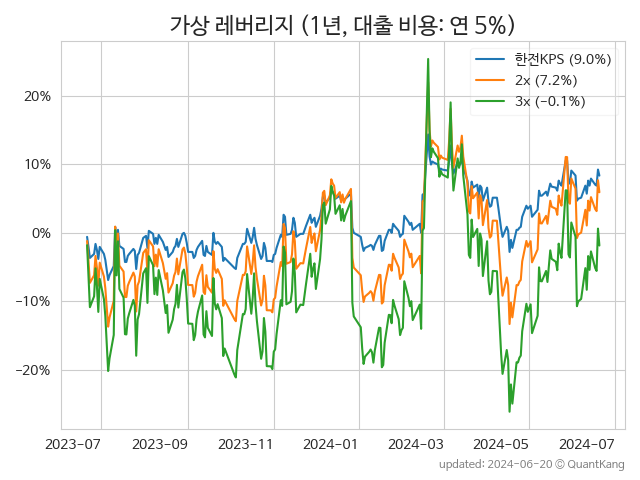 가상 레버리지 (1년, 대출 비용: 연 5%)
한전KPS (9.0%)
2x (7.2%)
3x (−0.1%)
20%
10%
0%
−10%
−20%
2023-07 2023-09 2023-11 2024-01 2024-03 2024-05 2024-07
updated: 2024-06-20 © QuantKang